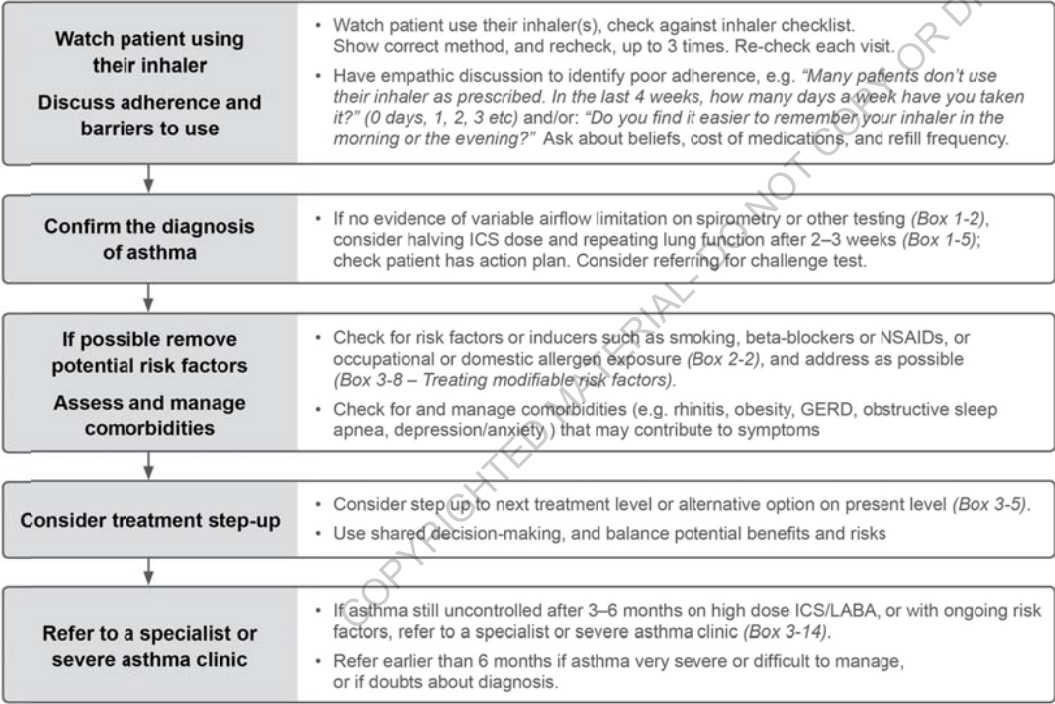 Watch patient using
their inhaler
Discuss adherence and
barriers to use
• Watch patient use their inhaler(s), check against inhaler checklist.
Show correct method, and recheck, up to 3 times. Re-check each visit.
• Have empathic discussion to identify poor adherence, e.g. “Many patients don’t use
their inhaler as prescribed. In the last 4 weeks, how many days a week have you taken
it?” (0 days, 1, 2, 3 etc) and/or: “Do you find it easier to remember your inhaler in the
morning or the evening?” Ask about beliefs, cost of medications, and refill frequency.
Confirm the diagnosis
of asthma
• If no evidence of variable airflow limitation on spirometry or other testing (Box 1-2),
consider halving ICS dose and repeating lung function after 2–3 weeks (Box 1-5);
check patient has action plan. Consider referring for challenge test.
If possible remove
potential risk factors
Assess and manage
comorbidities
• Check for risk factors or inducers such as smoking, beta-blockers or NSAIDs, or
occupational or domestic allergen exposure (Box 2-2), and address as possible
(Box 3-8 – Treating modifiable risk factors).
• Check for and manage comorbidities (e.g. rhinitis, obesity, GERD, obstructive sleep
apnea, depression/anxiety ) that may contribute to symptoms
Consider treatment step-up
• Consider step up to next treatment level or alternative option on present level (Box 3-5).
• Use shared decision-making, and balance potential benefits and risks
Refer to a specialist or
severe asthma clinic
• If asthma still uncontrolled after 3–6 months on high dose ICS/LABA, or with ongoing risk
factors, refer to a specialist or severe asthma clinic (Box 3-14).
• Refer earlier than 6 months if asthma very severe or difficult to manage,
or if doubts about diagnosis.
COPYRIGHTED MATERIAL- DO NOT COPY OR D